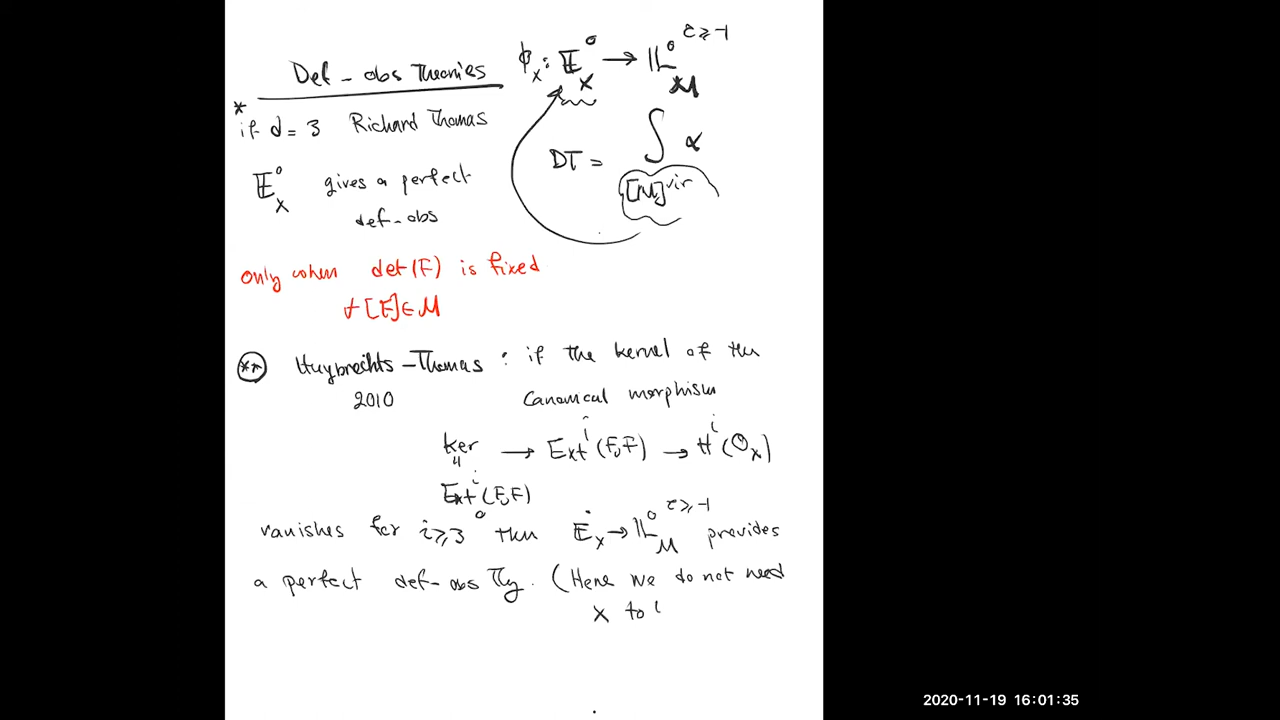 Def-obs Theories
ϕ_X : 𝔼^•_X → 𝕃^•_ℳ^{τ≥-1}
* if d = 3 Richard Thomas
DT = ∫_{[ℳ]^{vir}} α
𝔼^•_X gives a perfect
def-obs
only when det(F) is fixed
∀ [F] ∈ ℳ
** Huybrechts-Thomas : if the kernel of the
2010 canonical morphism
ker → Ext^i(F,F) → H^i(O_X)
"
Ext^i(F,F)_0
vanishes for i≥3 then 𝔼^•_X → 𝕃^•_ℳ^{τ≥-1} provides
a perfect def-obs Thy. (Here we do not need
X to
2020-11-19 16:01:35